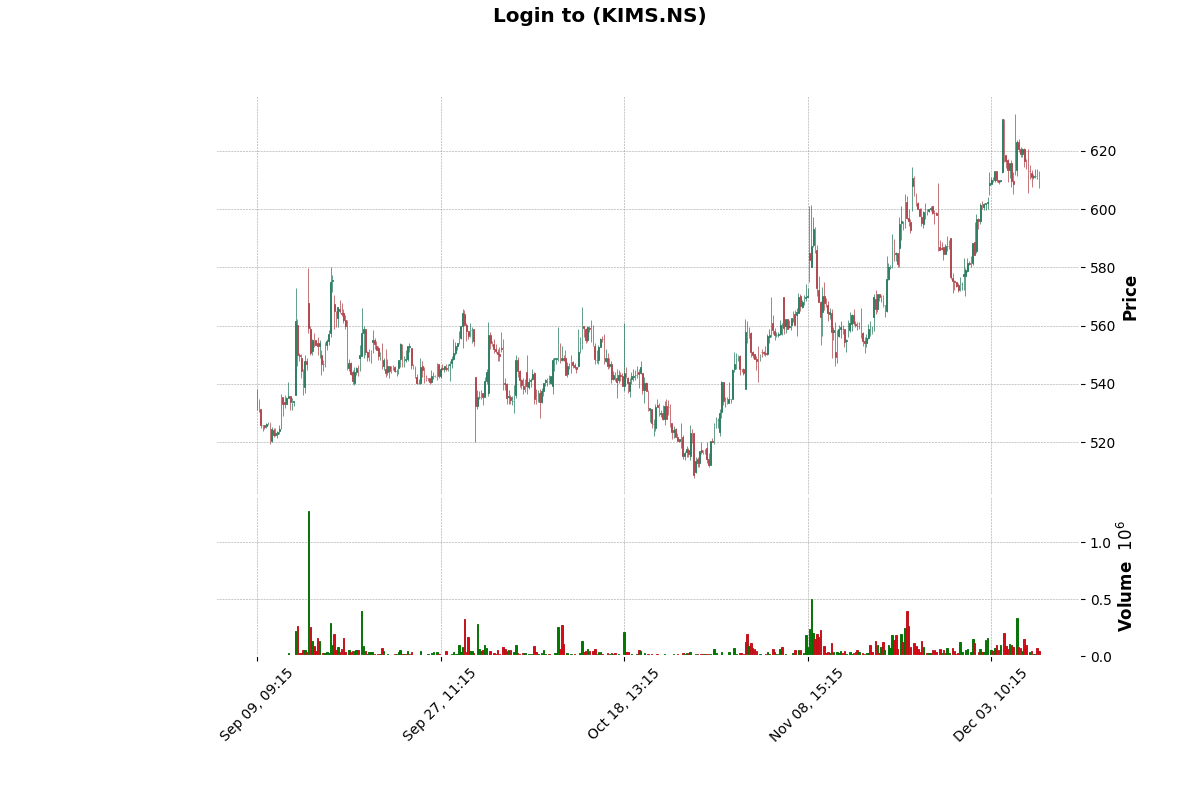 Login to (KIMS.NS)
620
600
580
560
540
520
Price
1.0
0.5
0.0
Volume 10^6
Sep 09, 09:15
Sep 27, 11:15
Oct 18, 13:15
Nov 08, 15:15
Dec 03, 10:15